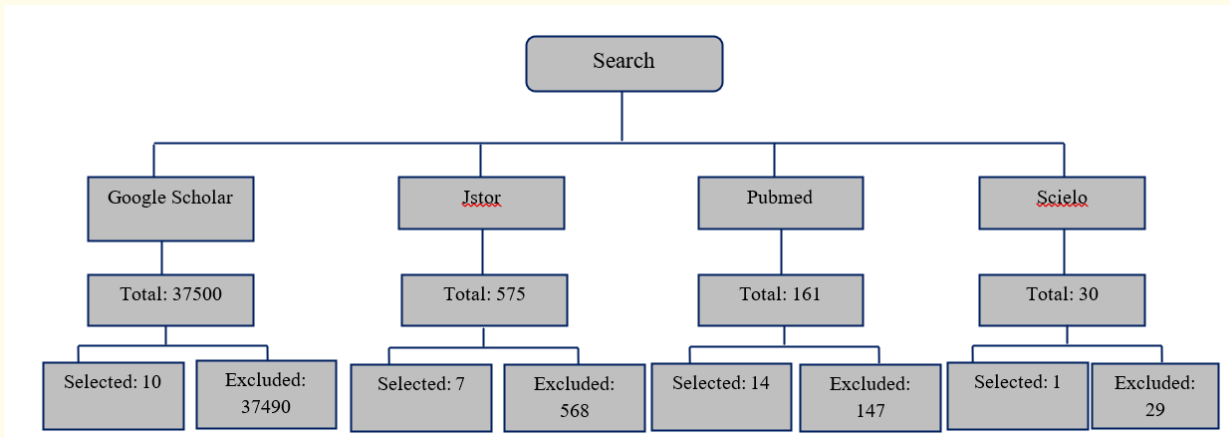 Search
Google Scholar
Jstor
Pubmed
Scielo
Total: 37500
Total: 575
Total: 161
Total: 30
Selected: 10
Excluded:
37490
Selected: 7
Excluded:
568
Selected: 14
Excluded:
147
Selected: 1
Excluded:
29